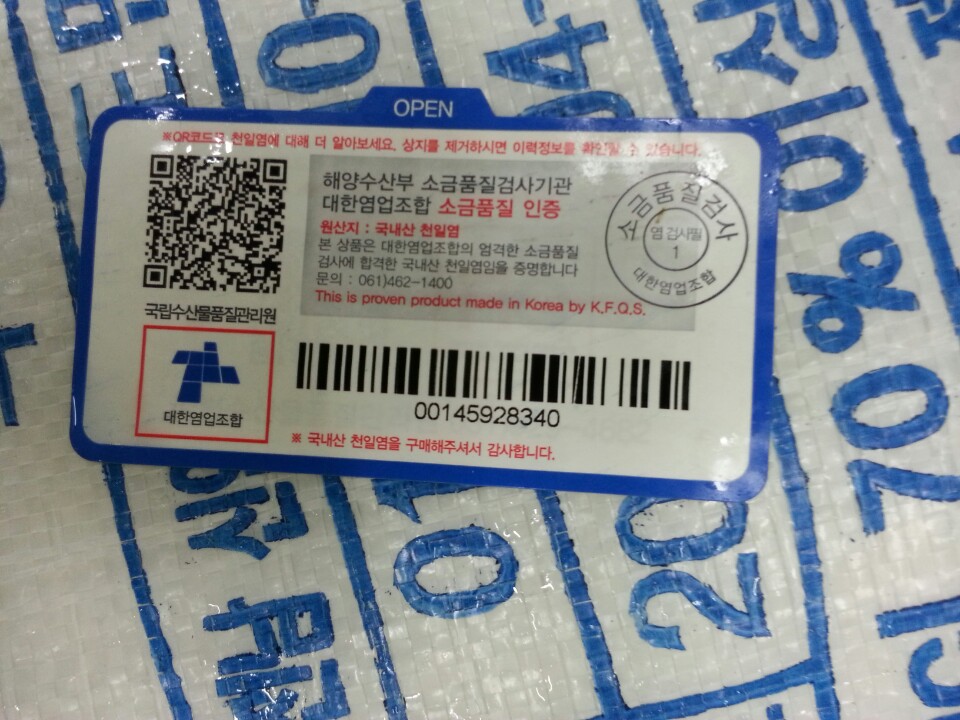 OPEN
※QR코드로 천일염에 대해 더 알아보세요. 상지를 제거하시면 이력정보를 확인할 수 있습니다.
해양수산부 소금품질검사기관
대한염업조합 소금품질 인증
원산지 : 국내산 천일염
본 상품은 대한염업조합의 엄격한 소금품질
검사에 합격한 국내산 천일염임을 증명합니다
문의 : 061)462-1400
This is proven product made in Korea by K.F.Q.S.
소금품질검사
염 검사필
1
대한염업조합
국립수산물품질관리원
대한염업조합
00145928340
※ 국내산 천일염을 구매해주셔서 감사합니다.
04-
이상
70%
01
20